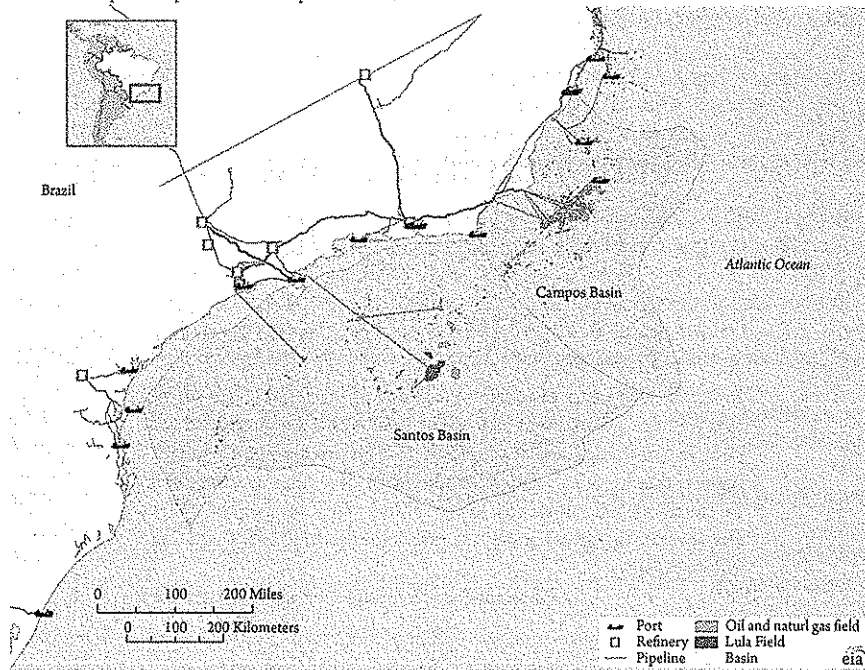 Brazil
Atlantic Ocean
Campos Basin
Santos Basin
0 100 200 Miles
0 100 200 Kilometers
Port
Refinery
Pipeline
Oil and naturl gas field
Lula Field
Basin
eia